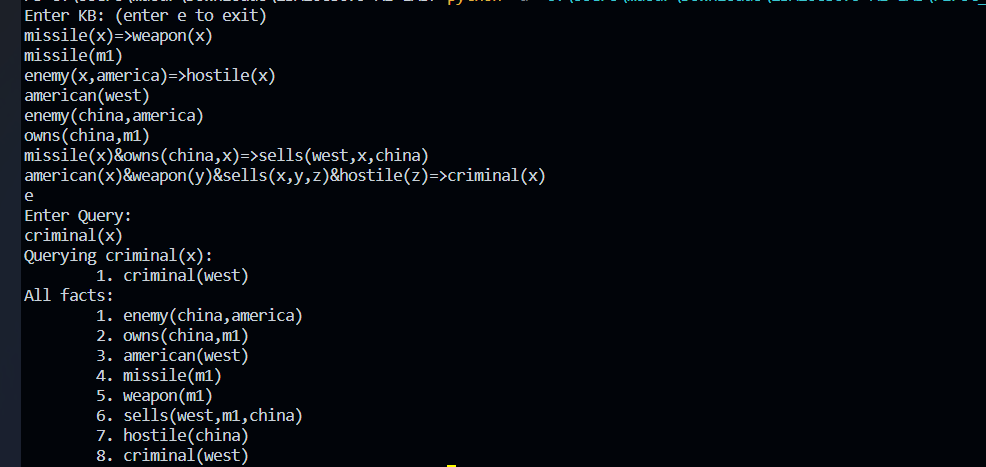 Enter KB: (enter e to exit)
missile(x)=>weapon(x)
missile(m1)
enemy(x,america)=>hostile(x)
american(west)
enemy(china,america)
owns(china,m1)
missile(x)&owns(china,x)=>sells(west,x,china)
american(x)&weapon(y)&sells(x,y,z)&hostile(z)=>criminal(x)
e
Enter Query:
criminal(x)
Querying criminal(x):
1. criminal(west)
All facts:
1. enemy(china,america)
2. owns(china,m1)
3. american(west)
4. missile(m1)
5. weapon(m1)
6. sells(west,m1,china)
7. hostile(china)
8. criminal(west)